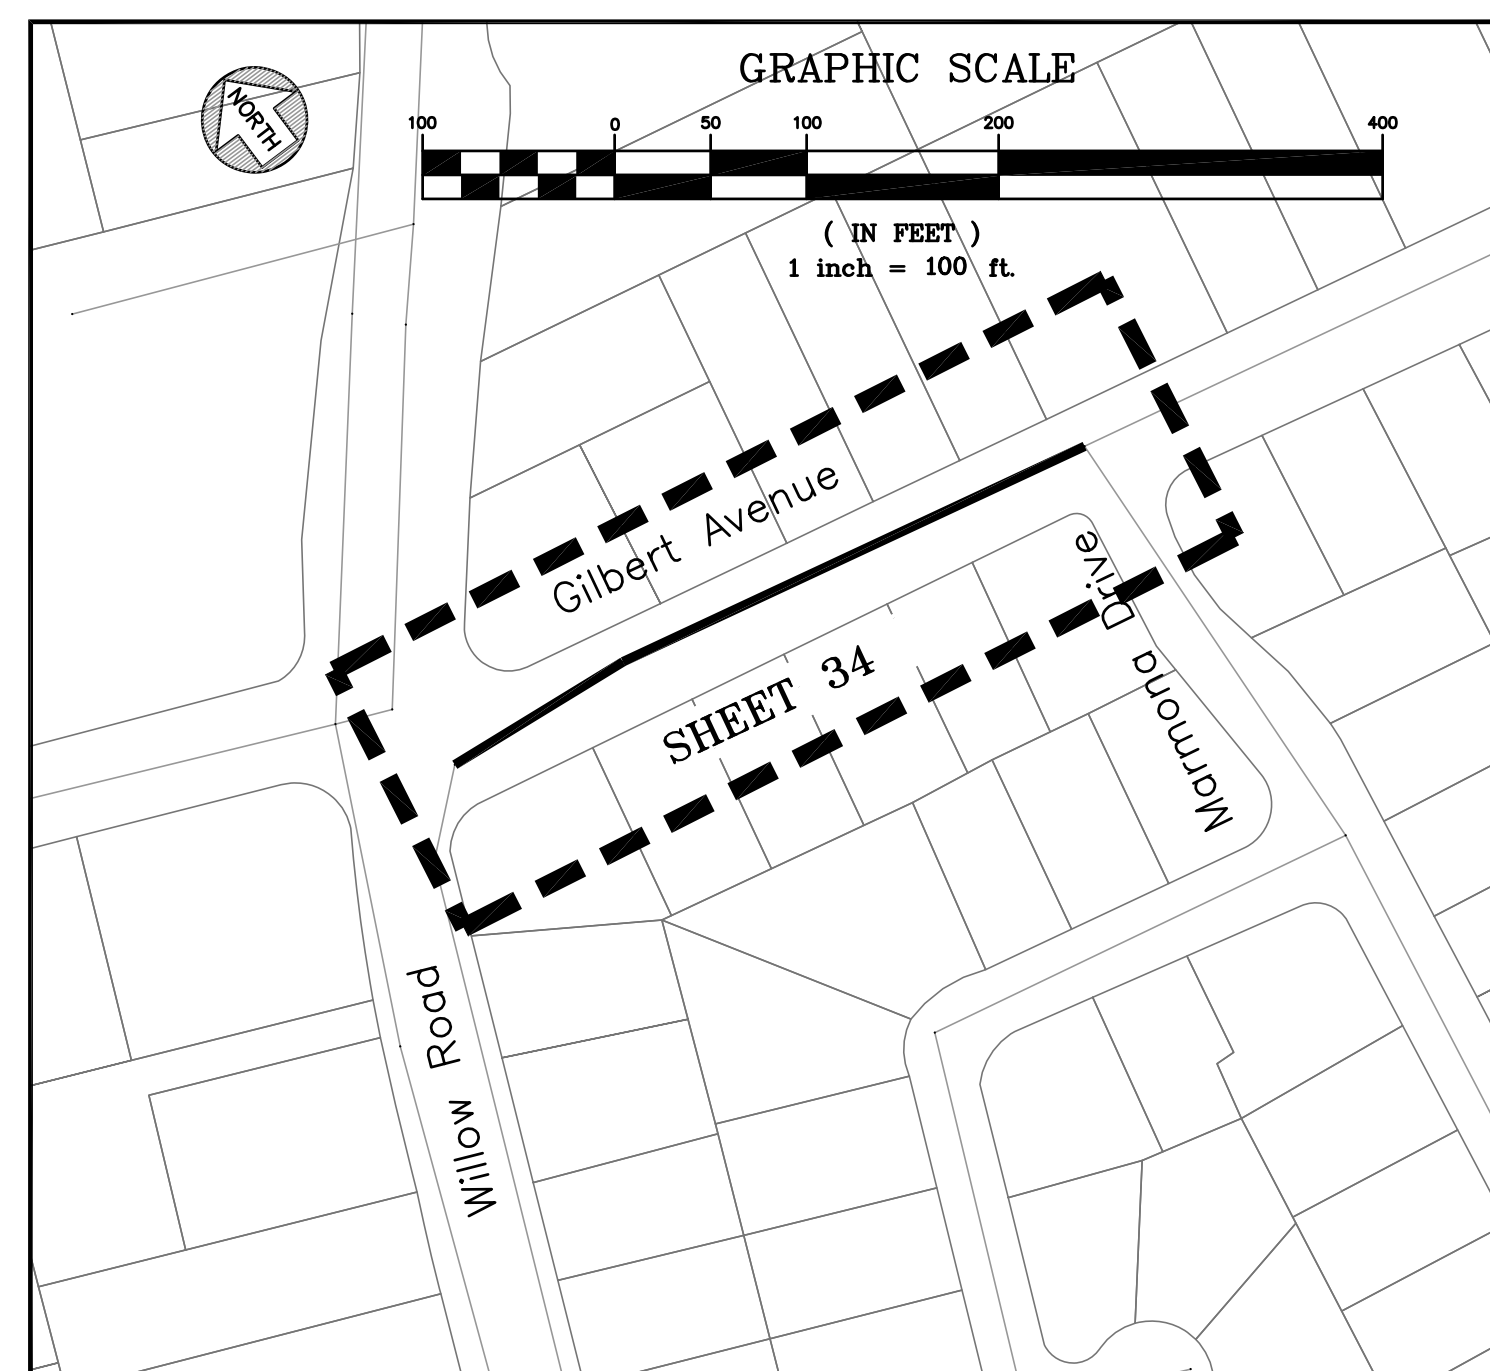 GRAPHIC SCALE
NORTH
100 0 50 100 200 400
( IN FEET )
1 inch = 100 ft.
Gilbert Avenue
SHEET 34
Marmona Drive
Willow Road